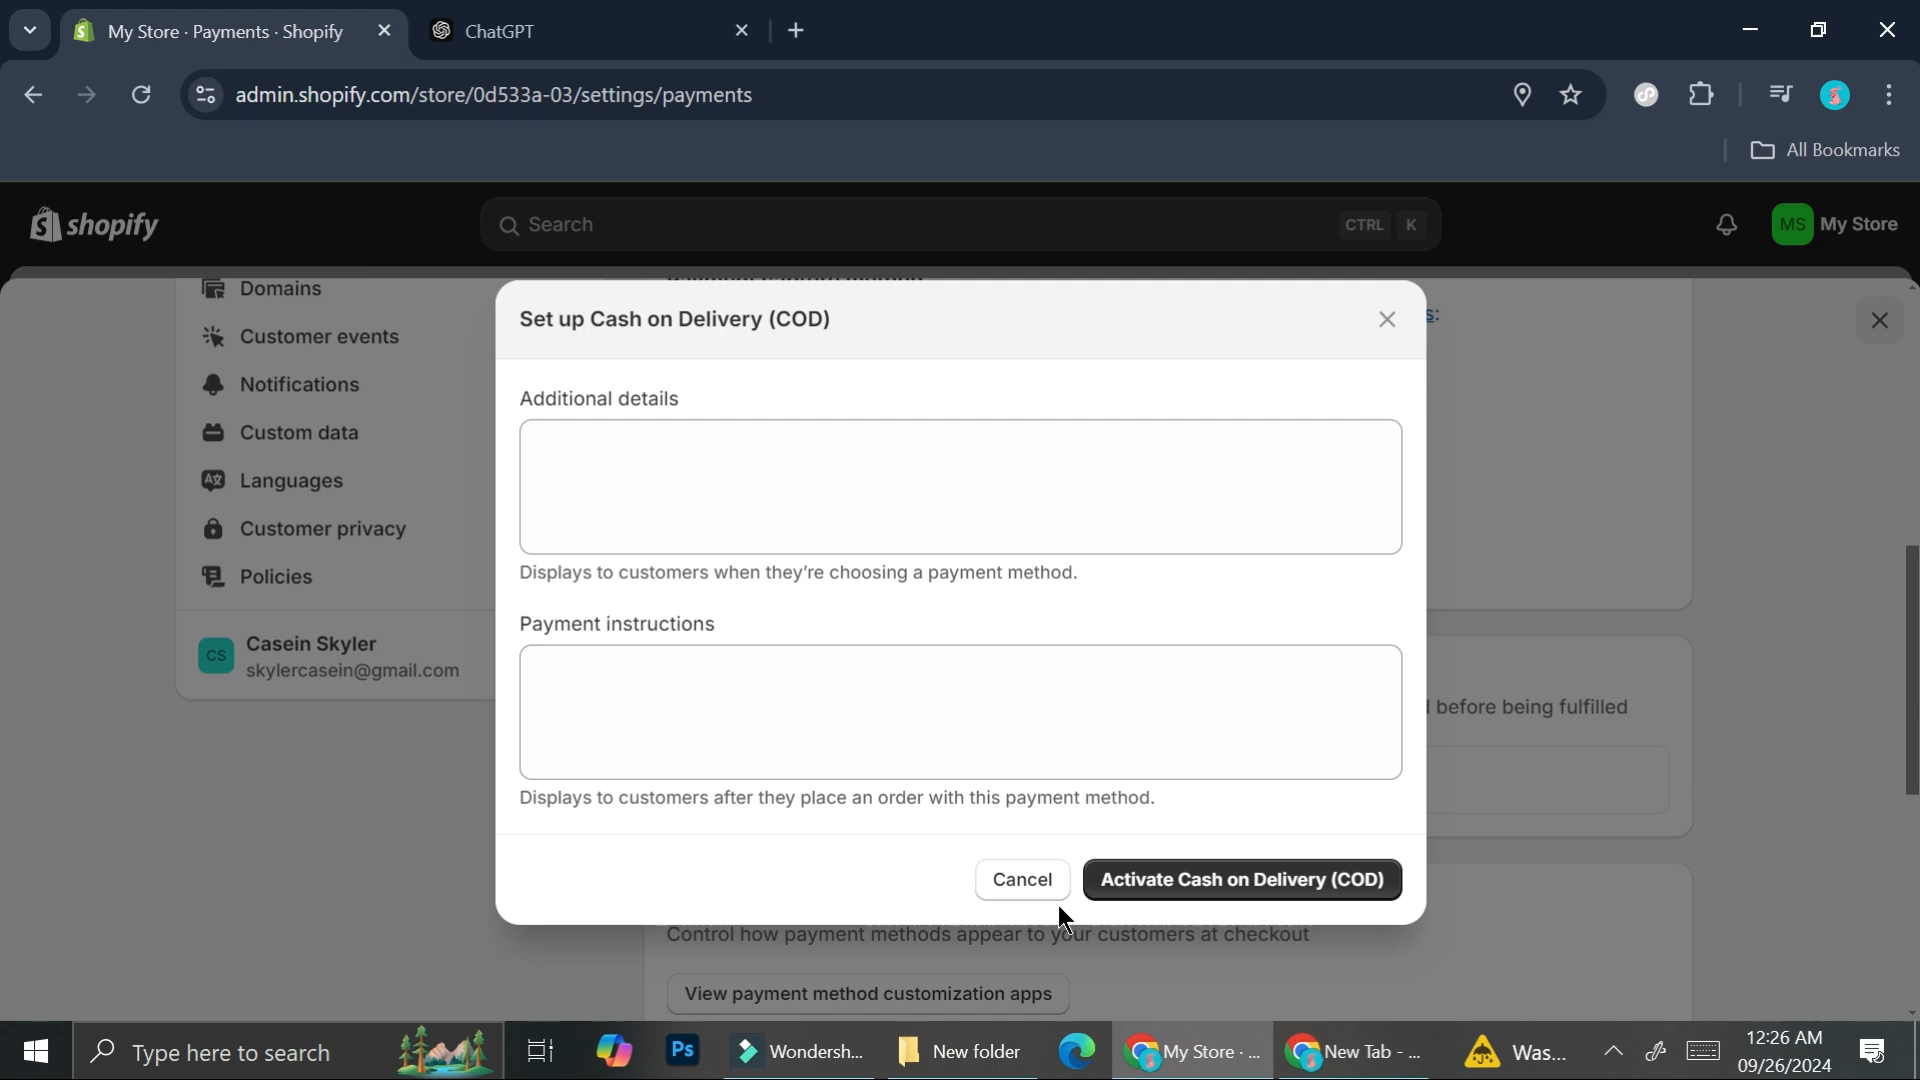 My Store · Payments · Shopify
ChatGPT
admin.shopify.com/store/0d533a-03/settings/payments
All Bookmarks
shopify
Search
CTRL K
MS My Store
Domains
Customer events
Notifications
Custom data
Languages
Customer privacy
Policies
CS
Casein Skyler
skylercasein@gmail.com
Set up Cash on Delivery (COD)
s:
Additional details
Displays to customers when they’re choosing a payment method.
Payment instructions
before being fulfilled
Displays to customers after they place an order with this payment method.
Cancel
Activate Cash on Delivery (COD)
Control how payment methods appear to your customers at checkout
View payment method customization apps
Type here to search
Ps
Wondersh...
New folder
My Store · ...
New Tab - ...
Was...
12:26 AM
09/26/2024